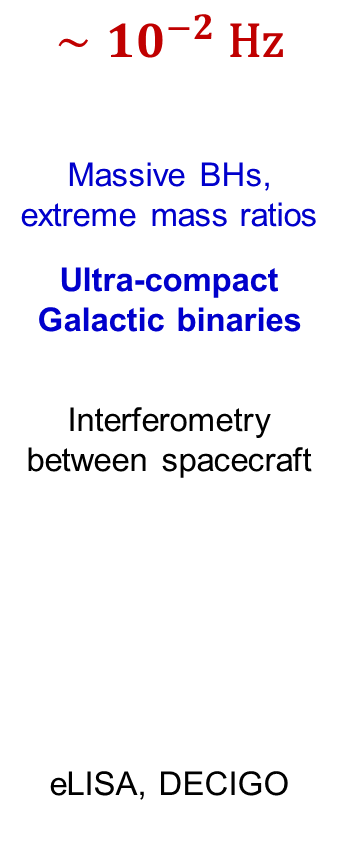 ~ 10⁻² Hz
Massive BHs,
extreme mass ratios
Ultra-compact
Galactic binaries
Interferometry
between spacecraft
eLISA, DECIGO